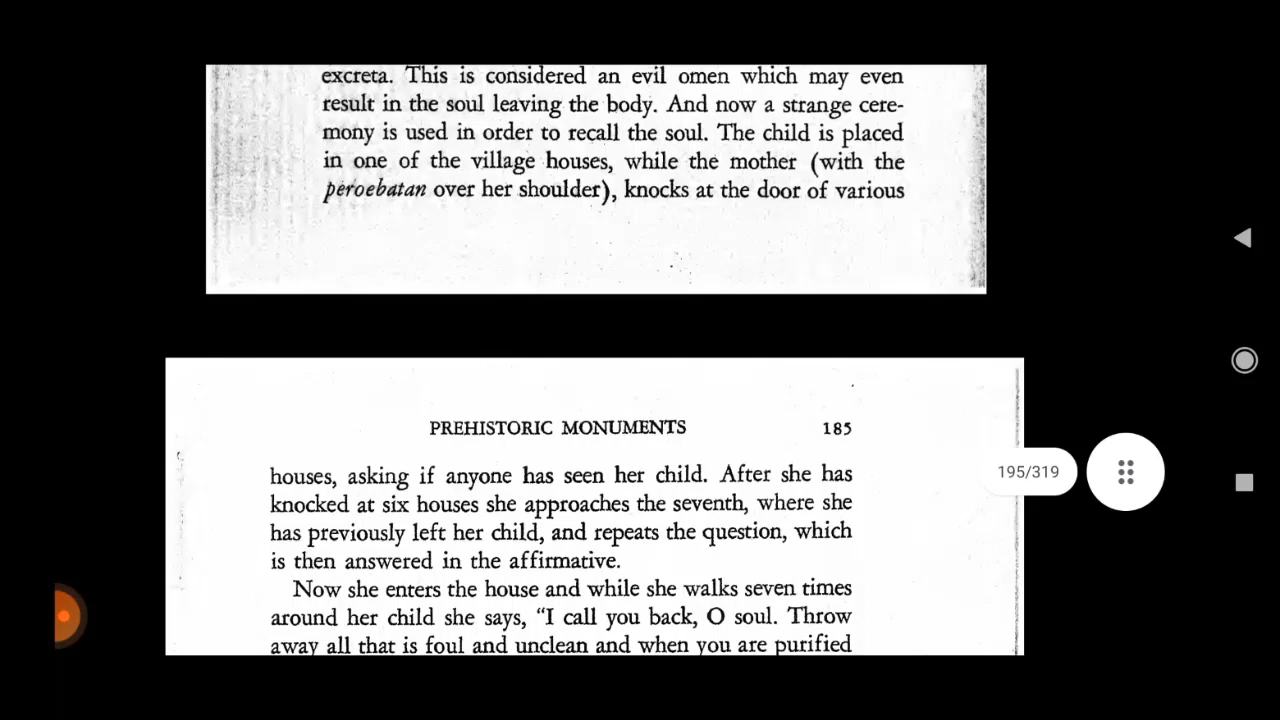 excreta. This is considered an evil omen which may even
result in the soul leaving the body. And now a strange cere-
mony is used in order to recall the soul. The child is placed
in one of the village houses, while the mother (with the
peroebatan over her shoulder), knocks at the door of various
PREHISTORIC MONUMENTS 185
195/319
houses, asking if anyone has seen her child. After she has
knocked at six houses she approaches the seventh, where she
has previously left her child, and repeats the question, which
is then answered in the affirmative.
Now she enters the house and while she walks seven times
around her child she says, “I call you back, O soul. Throw
away all that is foul and unclean and when you are purified